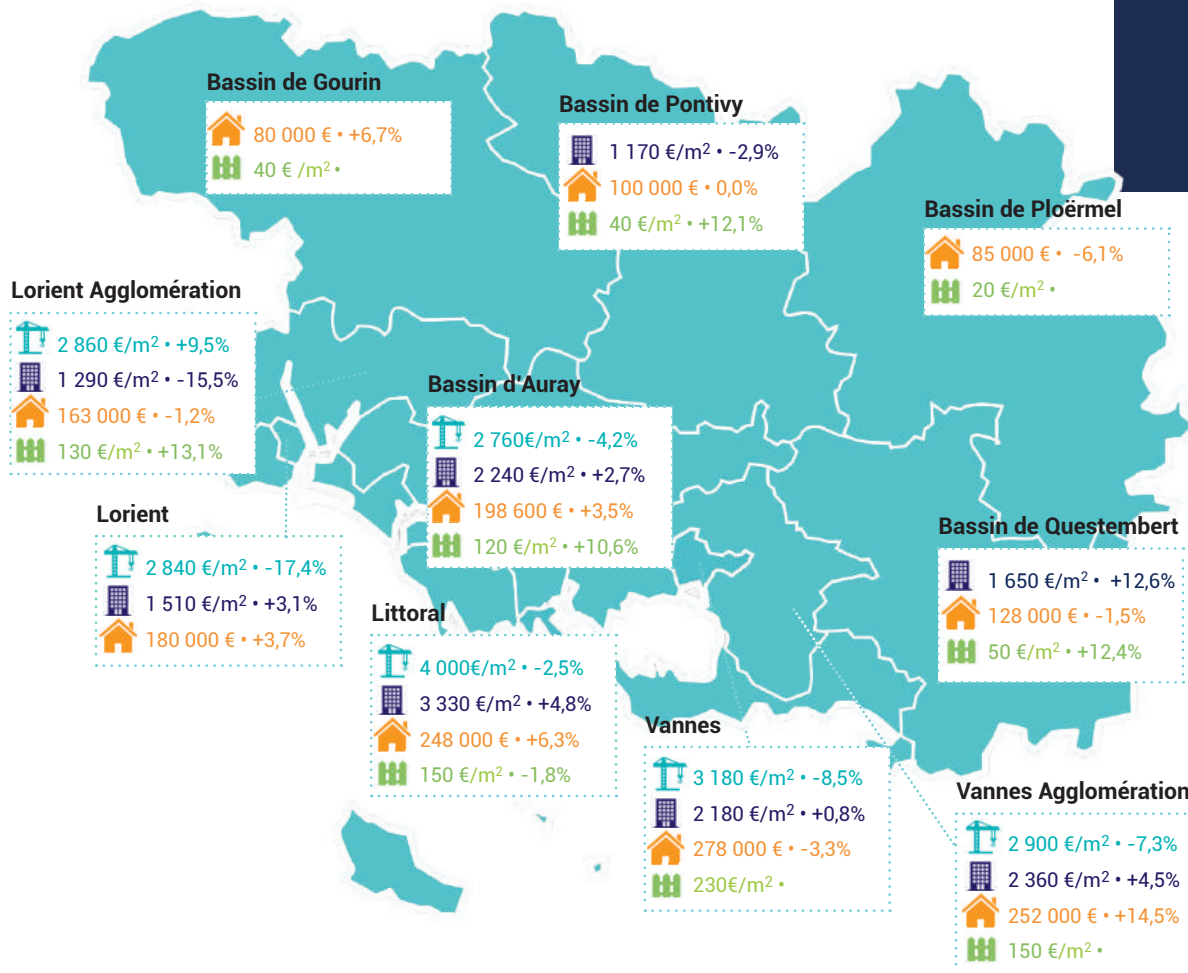 Bassin de Gourin
80 000 € • +6,7%
40 € /m² •
Bassin de Pontivy
1 170 €/m² • -2,9%
100 000 € • 0,0%
40 €/m² • +12,1%
Bassin de Ploërmel
85 000 € • -6,1%
20 €/m² •
Lorient Agglomération
2 860 €/m² • +9,5%
1 290 €/m² • -15,5%
163 000 € • -1,2%
130 €/m² • +13,1%
Bassin d'Auray
2 760€/m² • -4,2%
2 240 €/m² • +2,7%
198 600 € • +3,5%
120 €/m² • +10,6%
Lorient
2 840 €/m² • -17,4%
1 510 €/m² • +3,1%
180 000 € • +3,7%
Bassin de Questembert
1 650 €/m² • +12,6%
128 000 € • -1,5%
50 €/m² • +12,4%
Littoral
4 000€/m² • -2,5%
3 330 €/m² • +4,8%
248 000 € • +6,3%
150 €/m² • -1,8%
Vannes
3 180 €/m² • -8,5%
2 180 €/m² • +0,8%
278 000 € • -3,3%
230€/m² •
Vannes Agglomération
2 900 €/m² • -7,3%
2 360 €/m² • +4,5%
252 000 € • +14,5%
150 €/m² •